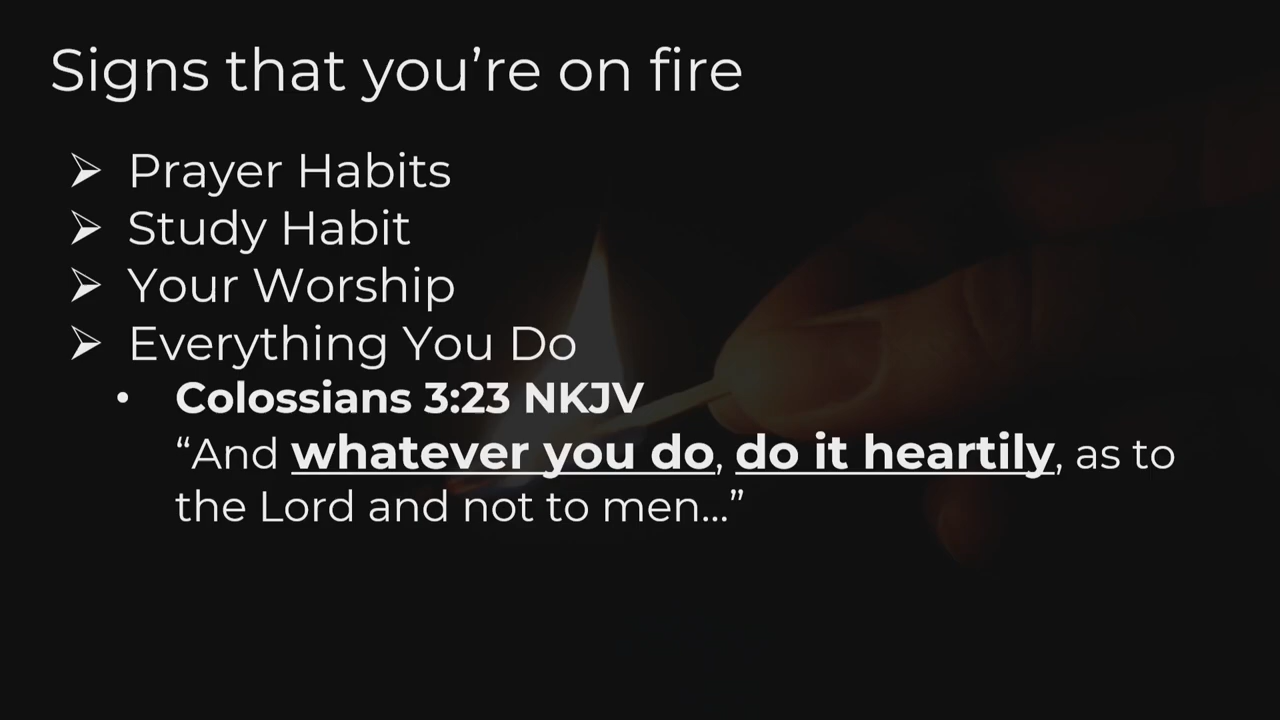 Signs that you’re on fire
➢ Prayer Habits
➢ Study Habit
➢ Your Worship
➢ Everything You Do
• Colossians 3:23 NKJV
“And whatever you do, do it heartily, as to
the Lord and not to men...”